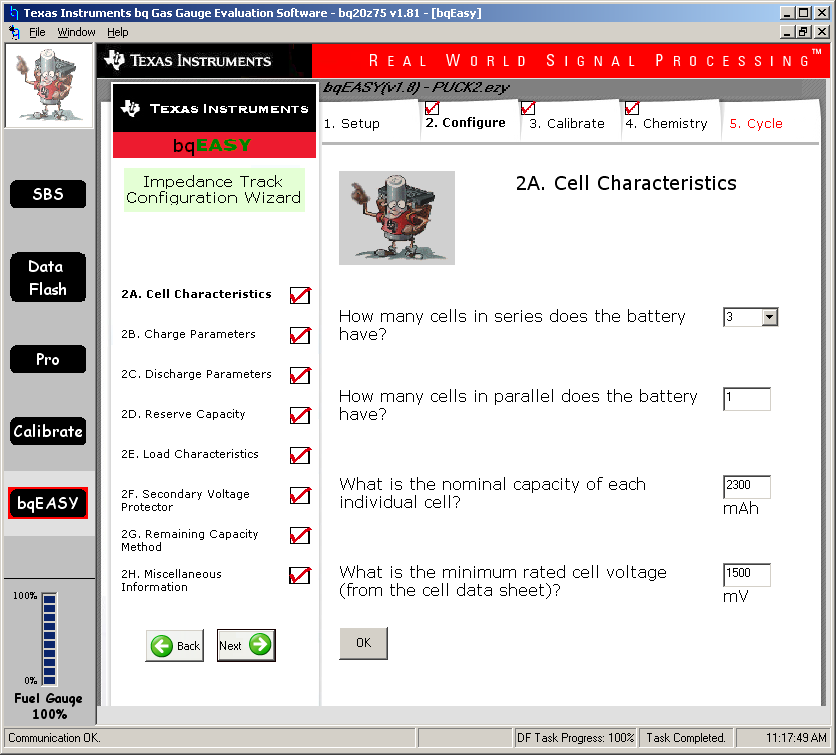 Texas Instruments bq Gas Gauge Evaluation Software - bq20z75 v1.81 - [bqEasy]
File Window Help
TEXAS INSTRUMENTS
REAL WORLD SIGNAL PROCESSING™
bqEASY(v1.8) - PUCK2.ezy
TEXAS INSTRUMENTS
bqEASY
1. Setup
2. Configure
3. Calibrate
4. Chemistry
5. Cycle
Impedance Track
Configuration Wizard
2A. Cell Characteristics
SBS
Data
Flash
Pro
Calibrate
bqEASY
2A. Cell Characteristics
2B. Charge Parameters
2C. Discharge Parameters
2D. Reserve Capacity
2E. Load Characteristics
2F. Secondary Voltage
Protector
2G. Remaining Capacity
Method
2H. Miscellaneous
Information
Back
Next
How many cells in series does the battery
have?
3
How many cells in parallel does the battery
have?
1
What is the nominal capacity of each
individual cell?
2300
mAh
What is the minimum rated cell voltage
(from the cell data sheet)?
1500
mV
OK
100%
0%
Fuel Gauge
100%
Communication OK.
DF Task Progress: 100%
Task Completed.
11:17:49 AM